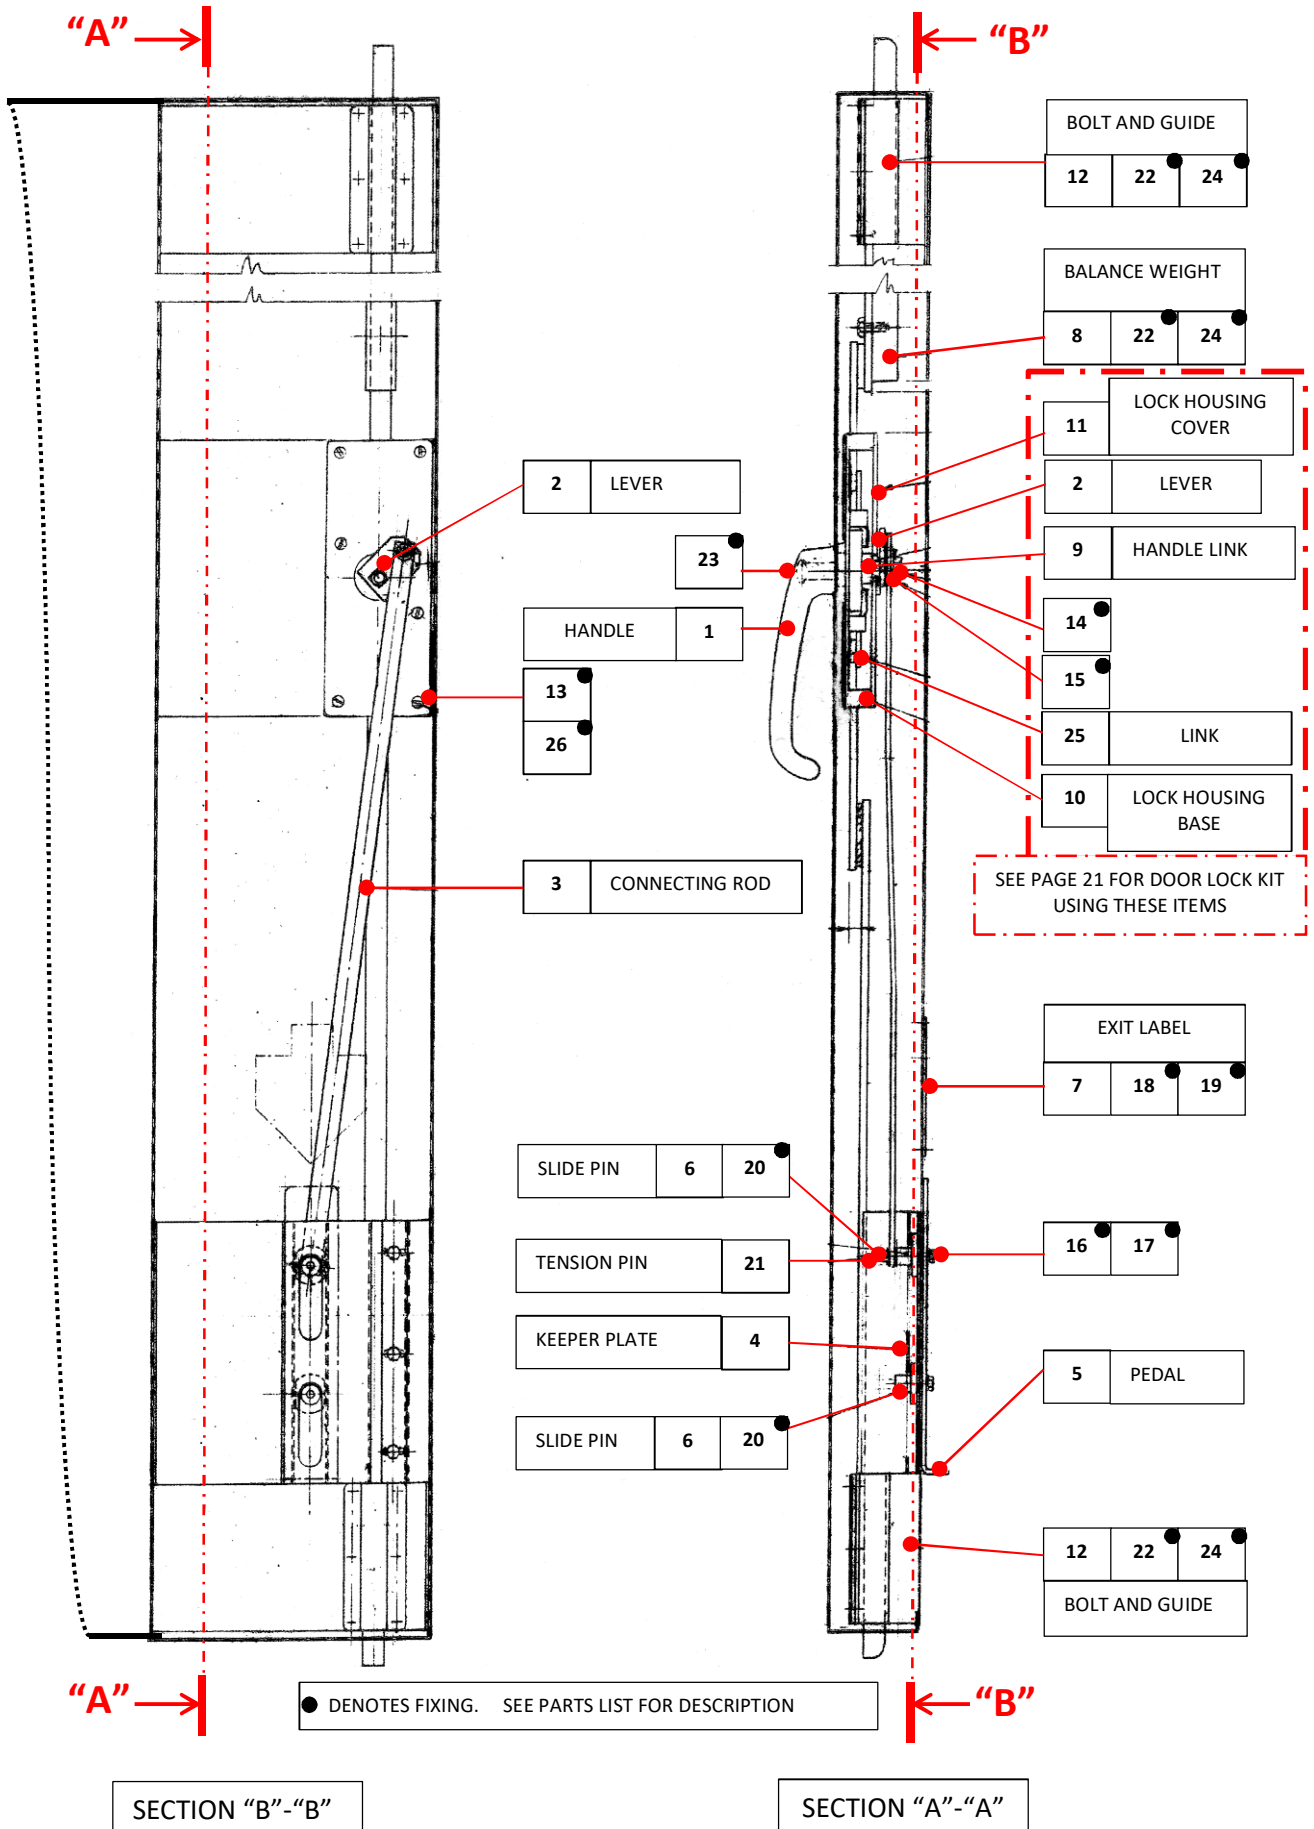 “A”
“B”
BOLT AND GUIDE
12 22 24
BALANCE WEIGHT
8 22 24
11 LOCK HOUSING
COVER
2 LEVER
2 LEVER
9 HANDLE LINK
23
14
HANDLE 1
15
13
26
25 LINK
10 LOCK HOUSING
BASE
3 CONNECTING ROD
SEE PAGE 21 FOR DOOR LOCK KIT
USING THESE ITEMS
EXIT LABEL
7 18 19
SLIDE PIN 6 20
16 17
TENSION PIN 21
KEEPER PLATE 4
5 PEDAL
SLIDE PIN 6 20
12 22 24
BOLT AND GUIDE
“A”
“B”
DENOTES FIXING. SEE PARTS LIST FOR DESCRIPTION
SECTION “B”-“B”
SECTION “A”-“A”